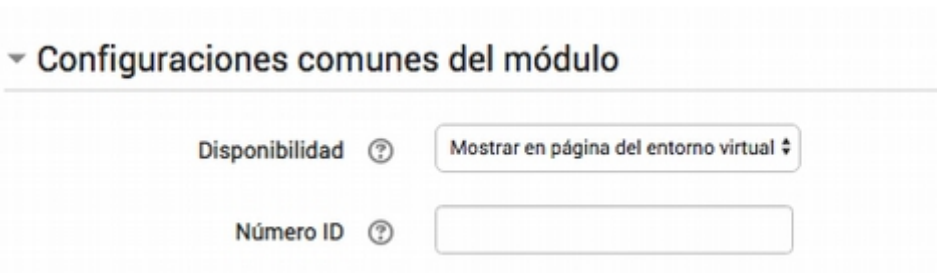 Configuraciones comunes del módulo
Disponibilidad
Mostrar en página del entorno virtual
Número ID